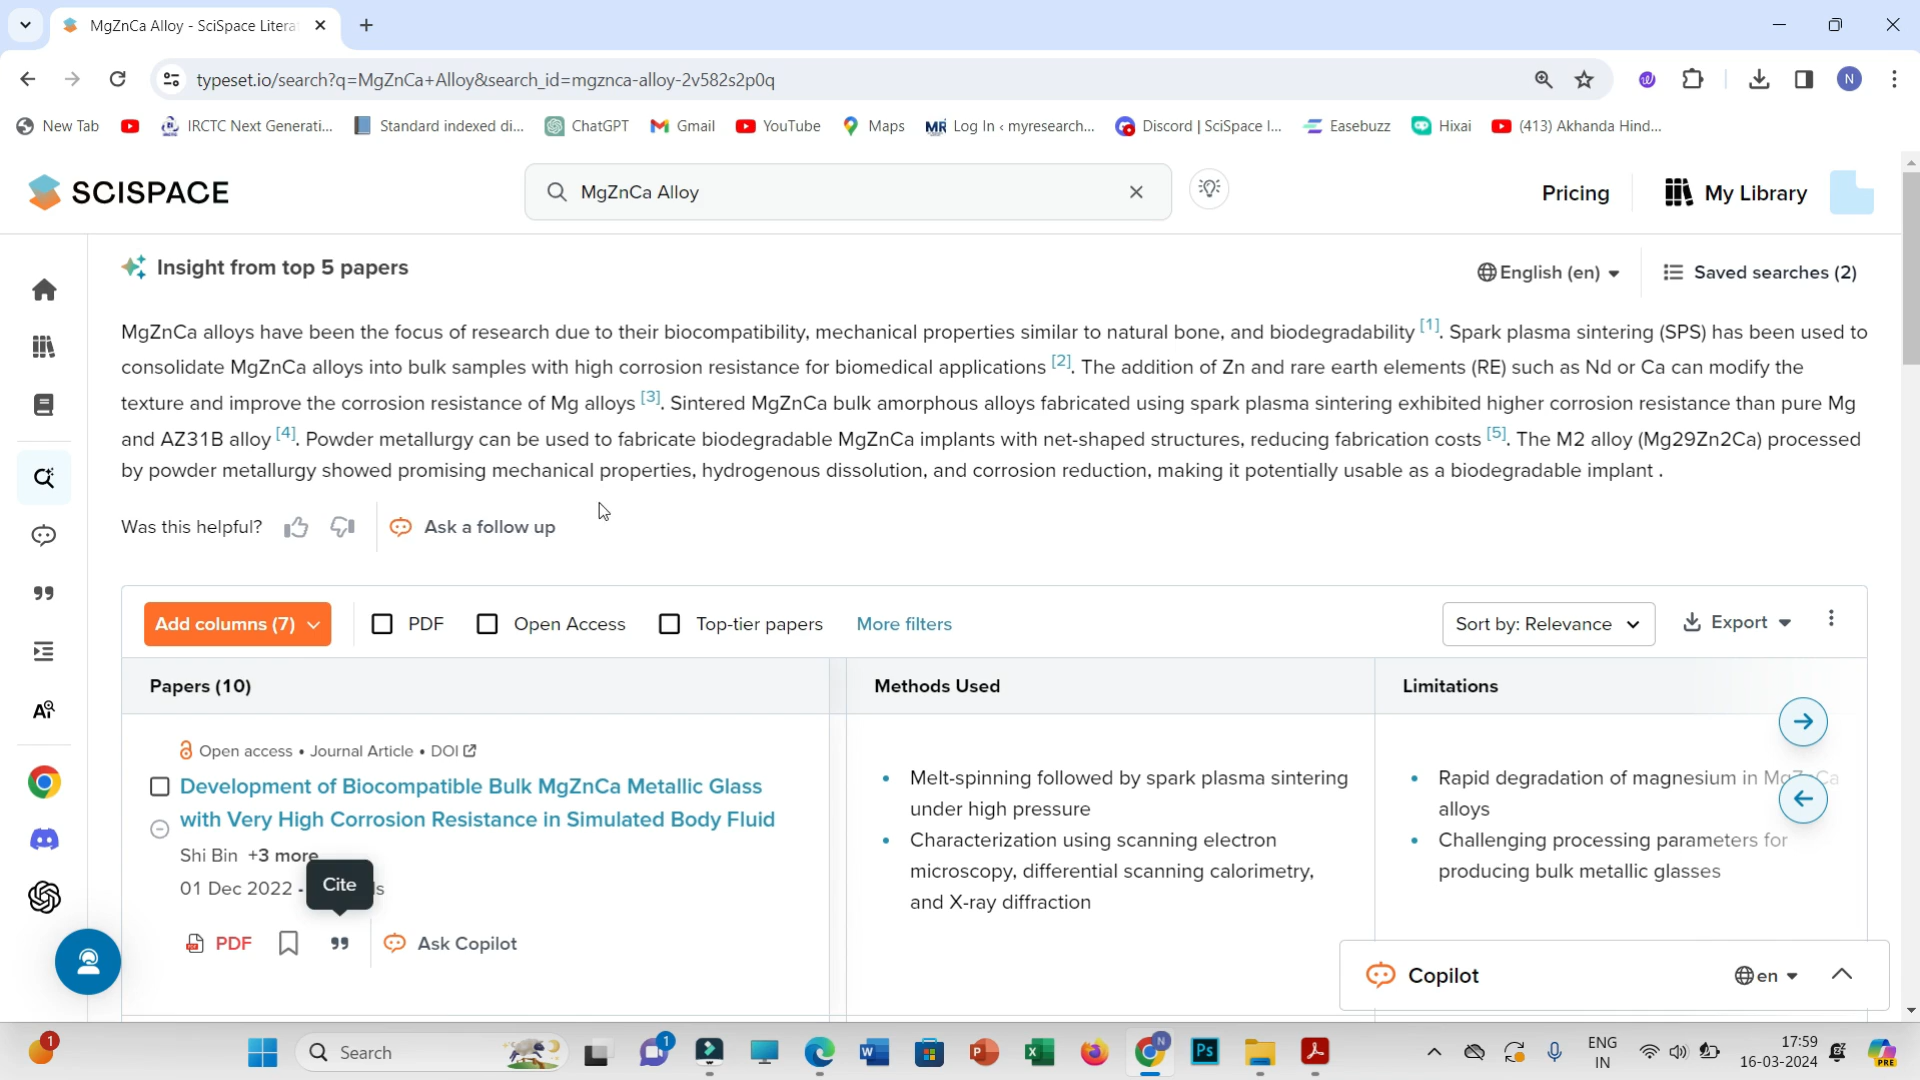 MgZnCa Alloy - SciSpace Litera
typeset.io/search?q=MgZnCa+Alloy&search_id=mgznca-alloy-2v582s2p0q
N
New Tab
IRCTC Next Generati...
Standard indexed di...
ChatGPT
Gmail
YouTube
Maps
MR Log In ‹ myresearch...
Discord | SciSpace I...
Easebuzz
Hixai
(413) Akhanda Hind...
SCISPACE
MgZnCa Alloy
Pricing
My Library
Insight from top 5 papers
English (en)
Saved searches (2)
MgZnCa alloys have been the focus of research due to their biocompatibility, mechanical properties similar to natural bone, and biodegradability [1]. Spark plasma sintering (SPS) has been used to
consolidate MgZnCa alloys into bulk samples with high corrosion resistance for biomedical applications [2]. The addition of Zn and rare earth elements (RE) such as Nd or Ca can modify the
texture and improve the corrosion resistance of Mg alloys [3]. Sintered MgZnCa bulk amorphous alloys fabricated using spark plasma sintering exhibited higher corrosion resistance than pure Mg
and AZ31B alloy [4]. Powder metallurgy can be used to fabricate biodegradable MgZnCa implants with net-shaped structures, reducing fabrication costs [5]. The M2 alloy (Mg29Zn2Ca) processed
by powder metallurgy showed promising mechanical properties, hydrogenous dissolution, and corrosion reduction, making it potentially usable as a biodegradable implant .
Was this helpful?
Ask a follow up
Add columns (7)
PDF
Open Access
Top-tier papers
More filters
Sort by: Relevance
Export
Papers (10)
Methods Used
Limitations
Open access • Journal Article • DOI
Development of Biocompatible Bulk MgZnCa Metallic Glass
with Very High Corrosion Resistance in Simulated Body Fluid
Shi Bin +3 more
01 Dec 2022 -
Cite
PDF
Ask Copilot
• Melt-spinning followed by spark plasma sintering
under high pressure
• Characterization using scanning electron
microscopy, differential scanning calorimetry,
and X-ray diffraction
• Rapid degradation of magnesium in MgZnCa
alloys
• Challenging processing parameters for
producing bulk metallic glasses
Copilot
en
1
Search
1
N
Ps
ENG
IN
17:59
16-03-2024
PRE